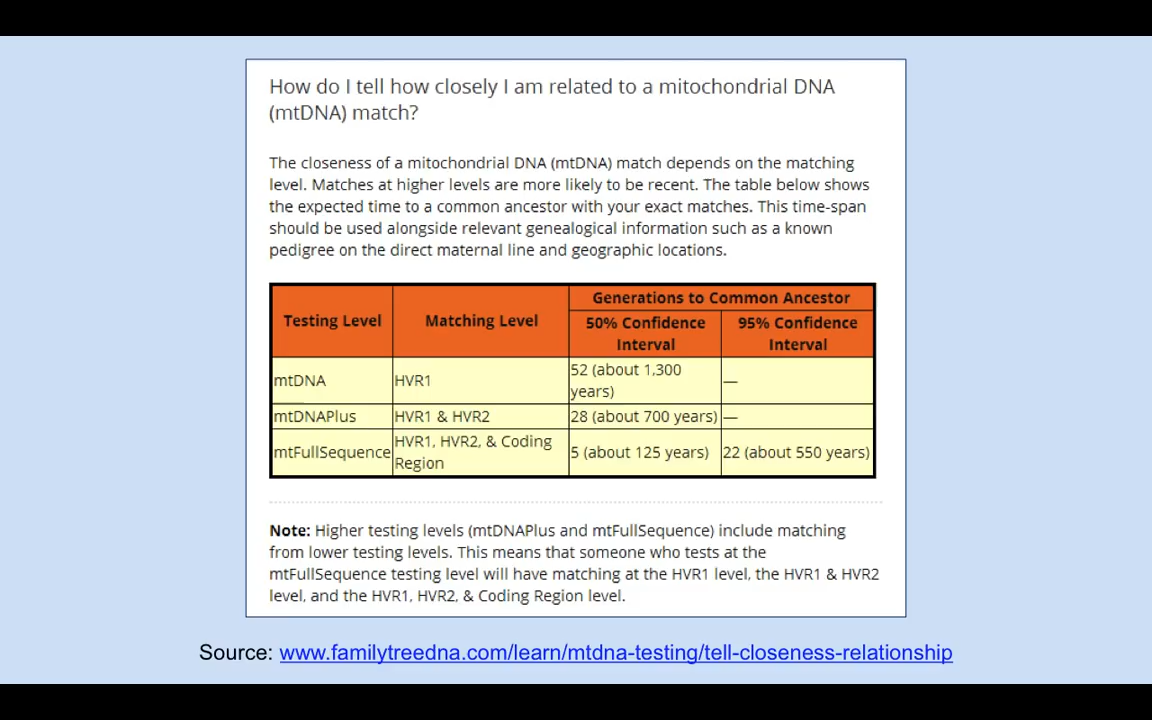 How do I tell how closely I am related to a mitochondrial DNA
(mtDNA) match?
The closeness of a mitochondrial DNA (mtDNA) match depends on the matching
level. Matches at higher levels are more likely to be recent. The table below shows
the expected time to a common ancestor with your exact matches. This time-span
should be used alongside relevant genealogical information such as a known
pedigree on the direct maternal line and geographic locations.
Testing Level Matching Level Generations to Common Ancestor
50% Confidence Interval 95% Confidence Interval
mtDNA HVR1 52 (about 1,300 years) —
mtDNAPlus HVR1 & HVR2 28 (about 700 years) —
mtFullSequence HVR1, HVR2, & Coding Region 5 (about 125 years) 22 (about 550 years)
Note: Higher testing levels (mtDNAPlus and mtFullSequence) include matching
from lower testing levels. This means that someone who tests at the
mtFullSequence testing level will have matching at the HVR1 level, the HVR1 & HVR2
level, and the HVR1, HVR2, & Coding Region level.
Source: www.familytreedna.com/learn/mtdna-testing/tell-closeness-relationship